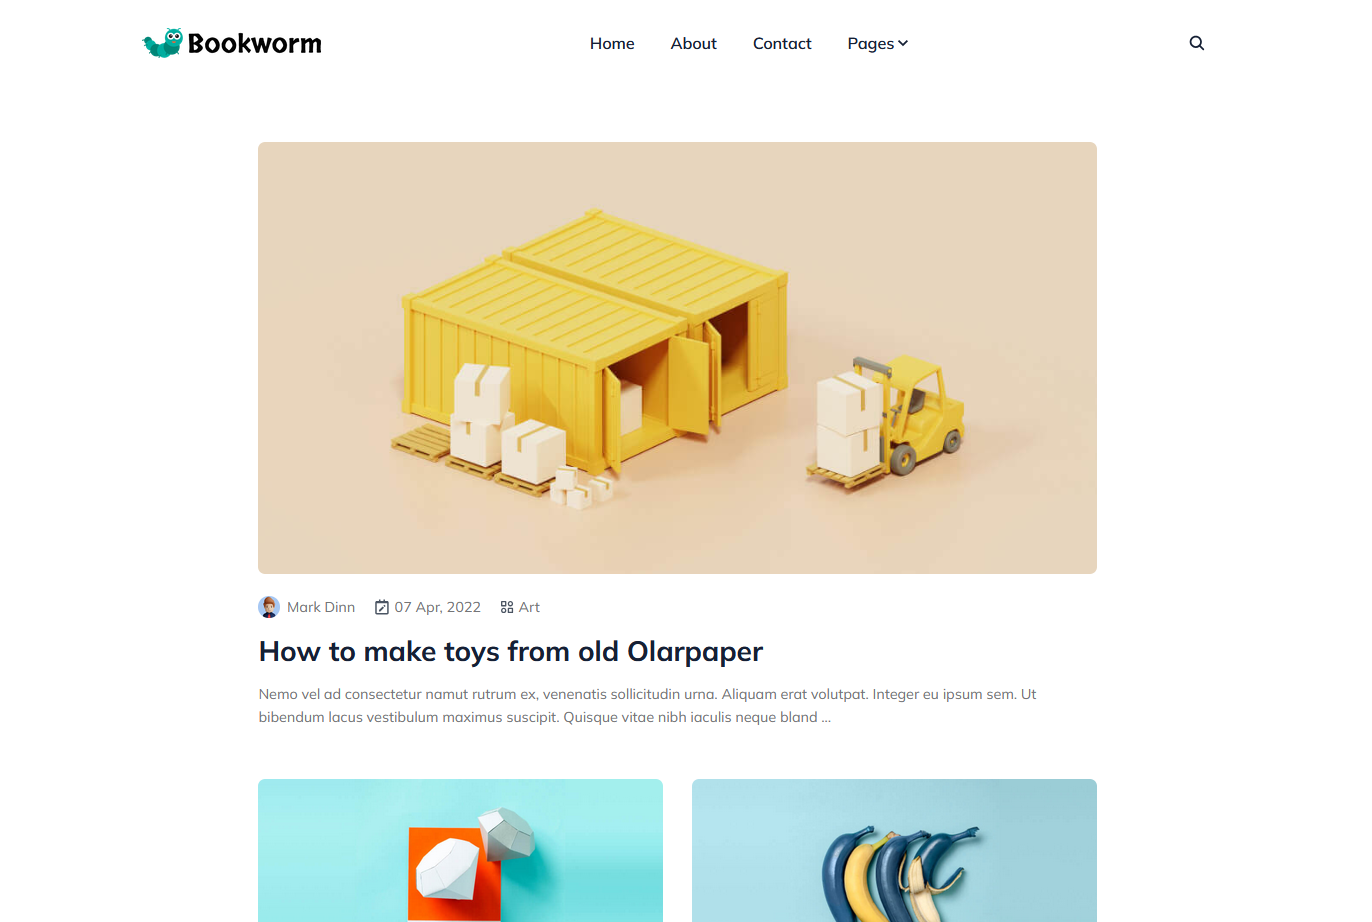 Bookworm
Home About Contact Pages
Mark Dinn 07 Apr, 2022 Art
How to make toys from old Olarpaper
Nemo vel ad consectetur namut rutrum ex, venenatis sollicitudin urna. Aliquam erat volutpat. Integer eu ipsum sem. Ut
bibendum lacus vestibulum maximus suscipit. Quisque vitae nibh iaculis neque bland ...